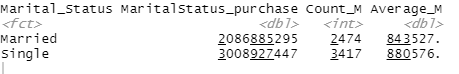 Marital_Status MaritalStatus_purchase Count_M Average_M
<fct> <dbl> <int> <dbl>
Married 2086885295 2474 843527.
Single 3008927447 3417 880576.